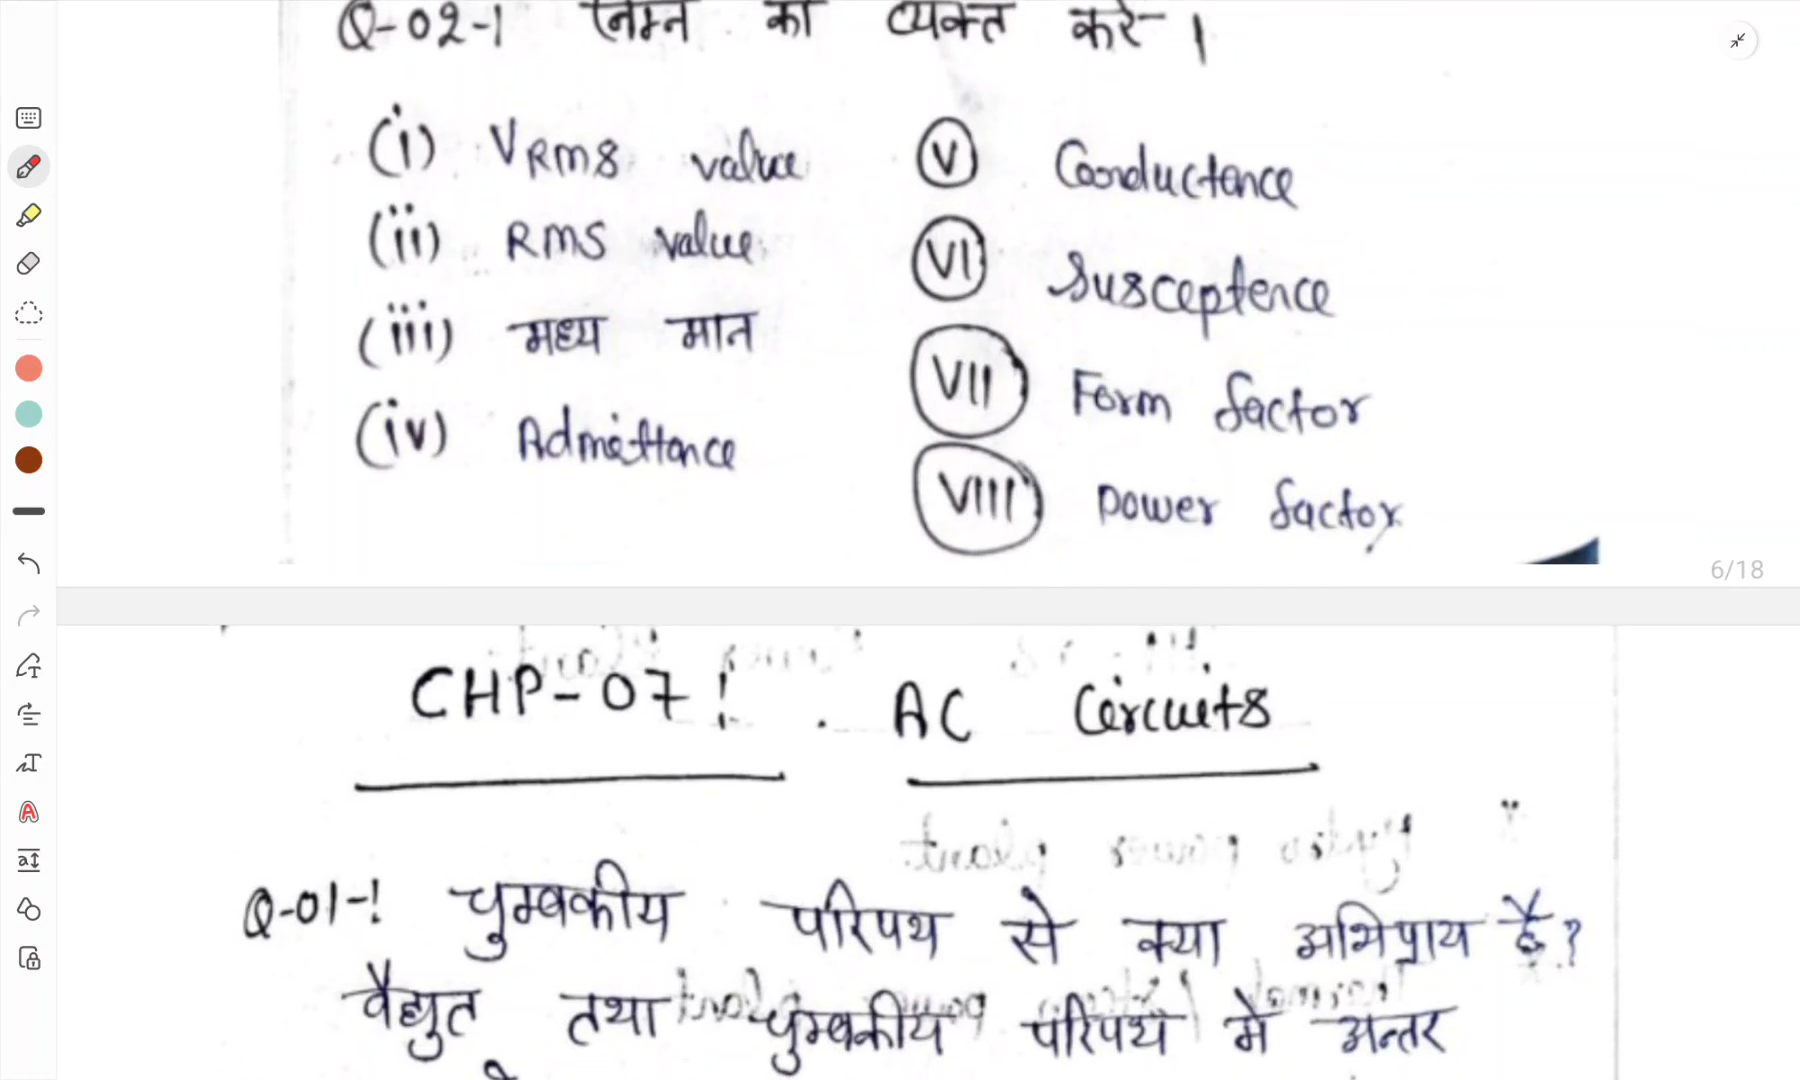 Q-02-। निम्न को व्यक्त करे- ।
(i) VRMS value
(ii) RMS value
(iii) मध्य मान
(iv) Admittance
V Conductance
VI Susceptence
VII Form factor
VIII Power factor
6/18
CHP-07! AC Circuits
Q-01-! चुम्बकीय परिपथ से क्या अभिप्राय है?
वैद्युत तथा चुम्बकीय परिपथ में अन्तर